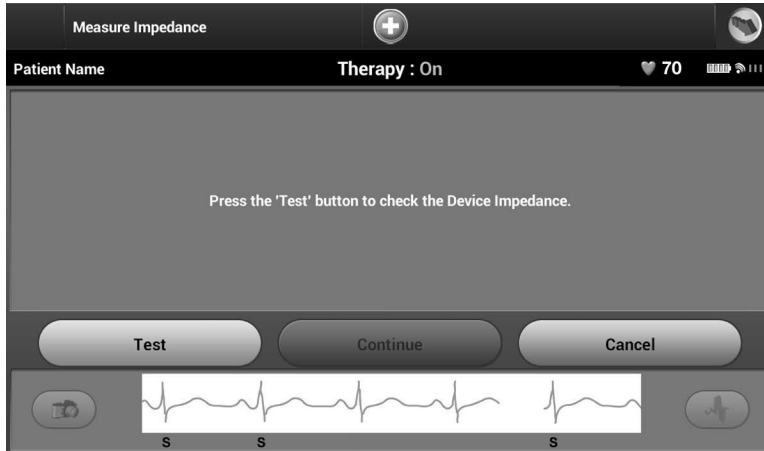 Measure Impedance
Patient Name
Therapy : On
70
Press the 'Test' button to check the Device Impedance.
Test
Continue
Cancel
S
S
S